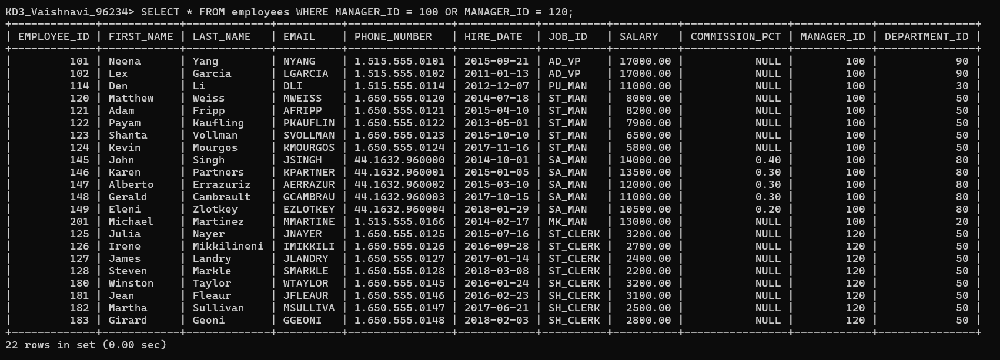 KD3_Vaishnavi_96234> SELECT * FROM employees WHERE MANAGER_ID = 100 OR MANAGER_ID = 120;
+-------------+------------+-------------+----------+----------------+------------+----------+----------+----------------+------------+---------------+
| EMPLOYEE_ID | FIRST_NAME | LAST_NAME   | EMAIL    | PHONE_NUMBER   | HIRE_DATE  | JOB_ID   | SALARY   | COMMISSION_PCT | MANAGER_ID | DEPARTMENT_ID |
+-------------+------------+-------------+----------+----------------+------------+----------+----------+----------------+------------+---------------+
|         101 | Neena      | Yang        | NYANG    | 1.515.555.0101 | 2015-09-21 | AD_VP    | 17000.00 |           NULL |        100 |            90 |
|         102 | Lex        | Garcia      | LGARCIA  | 1.515.555.0102 | 2011-01-13 | AD_VP    | 17000.00 |           NULL |        100 |            90 |
|         114 | Den        | Li          | DLI      | 1.515.555.0114 | 2012-12-07 | PU_MAN   | 11000.00 |           NULL |        100 |            30 |
|         120 | Matthew    | Weiss       | MWEISS   | 1.650.555.0120 | 2014-07-18 | ST_MAN   |  8000.00 |           NULL |        100 |            50 |
|         121 | Adam       | Fripp       | AFRIPP   | 1.650.555.0121 | 2015-04-10 | ST_MAN   |  8200.00 |           NULL |        100 |            50 |
|         122 | Payam      | Kaufling    | PKAUFLIN | 1.650.555.0122 | 2013-05-01 | ST_MAN   |  7900.00 |           NULL |        100 |            50 |
|         123 | Shanta     | Vollman     | SVOLLMAN | 1.650.555.0123 | 2015-10-10 | ST_MAN   |  6500.00 |           NULL |        100 |            50 |
|         124 | Kevin      | Mourgos     | KMOURGOS | 1.650.555.0124 | 2017-11-16 | ST_MAN   |  5800.00 |           NULL |        100 |            50 |
|         145 | John       | Singh       | JSINGH   | 44.1632.960000 | 2014-10-01 | SA_MAN   | 14000.00 |           0.40 |        100 |            80 |
|         146 | Karen      | Partners    | KPARTNER | 44.1632.960001 | 2015-01-05 | SA_MAN   | 13500.00 |           0.30 |        100 |            80 |
|         147 | Alberto    | Errazuriz   | AERRAZUR | 44.1632.960002 | 2015-03-10 | SA_MAN   | 12000.00 |           0.30 |        100 |            80 |
|         148 | Gerald     | Cambrault   | GCAMBRAU | 44.1632.960003 | 2017-10-15 | SA_MAN   | 11000.00 |           0.30 |        100 |            80 |
|         149 | Eleni      | Zlotkey     | EZLOTKEY | 44.1632.960004 | 2018-01-29 | SA_MAN   | 10500.00 |           0.20 |        100 |            80 |
|         201 | Michael    | Martinez    | MMARTINE | 1.515.555.0166 | 2014-02-17 | MK_MAN   | 13000.00 |           NULL |        100 |            20 |
|         125 | Julia      | Nayer       | JNAYER   | 1.650.555.0125 | 2015-07-16 | ST_CLERK |  3200.00 |           NULL |        120 |            50 |
|         126 | Irene      | Mikkilineni | IMIKKILI | 1.650.555.0126 | 2016-09-28 | ST_CLERK |  2700.00 |           NULL |        120 |            50 |
|         127 | James      | Landry      | JLANDRY  | 1.650.555.0127 | 2017-01-14 | ST_CLERK |  2400.00 |           NULL |        120 |            50 |
|         128 | Steven     | Markle      | SMARKLE  | 1.650.555.0128 | 2018-03-08 | ST_CLERK |  2200.00 |           NULL |        120 |            50 |
|         180 | Winston    | Taylor      | WTAYLOR  | 1.650.555.0145 | 2016-01-24 | SH_CLERK |  3200.00 |           NULL |        120 |            50 |
|         181 | Jean       | Fleaur      | JFLEAUR  | 1.650.555.0146 | 2016-02-23 | SH_CLERK |  3100.00 |           NULL |        120 |            50 |
|         182 | Martha     | Sullivan    | MSULLIVA | 1.650.555.0147 | 2017-06-21 | SH_CLERK |  2500.00 |           NULL |        120 |            50 |
|         183 | Girard     | Geoni       | GGEONI   | 1.650.555.0148 | 2018-02-03 | SH_CLERK |  2800.00 |           NULL |        120 |            50 |
+-------------+------------+-------------+----------+----------------+------------+----------+----------+----------------+------------+---------------+
22 rows in set (0.00 sec)